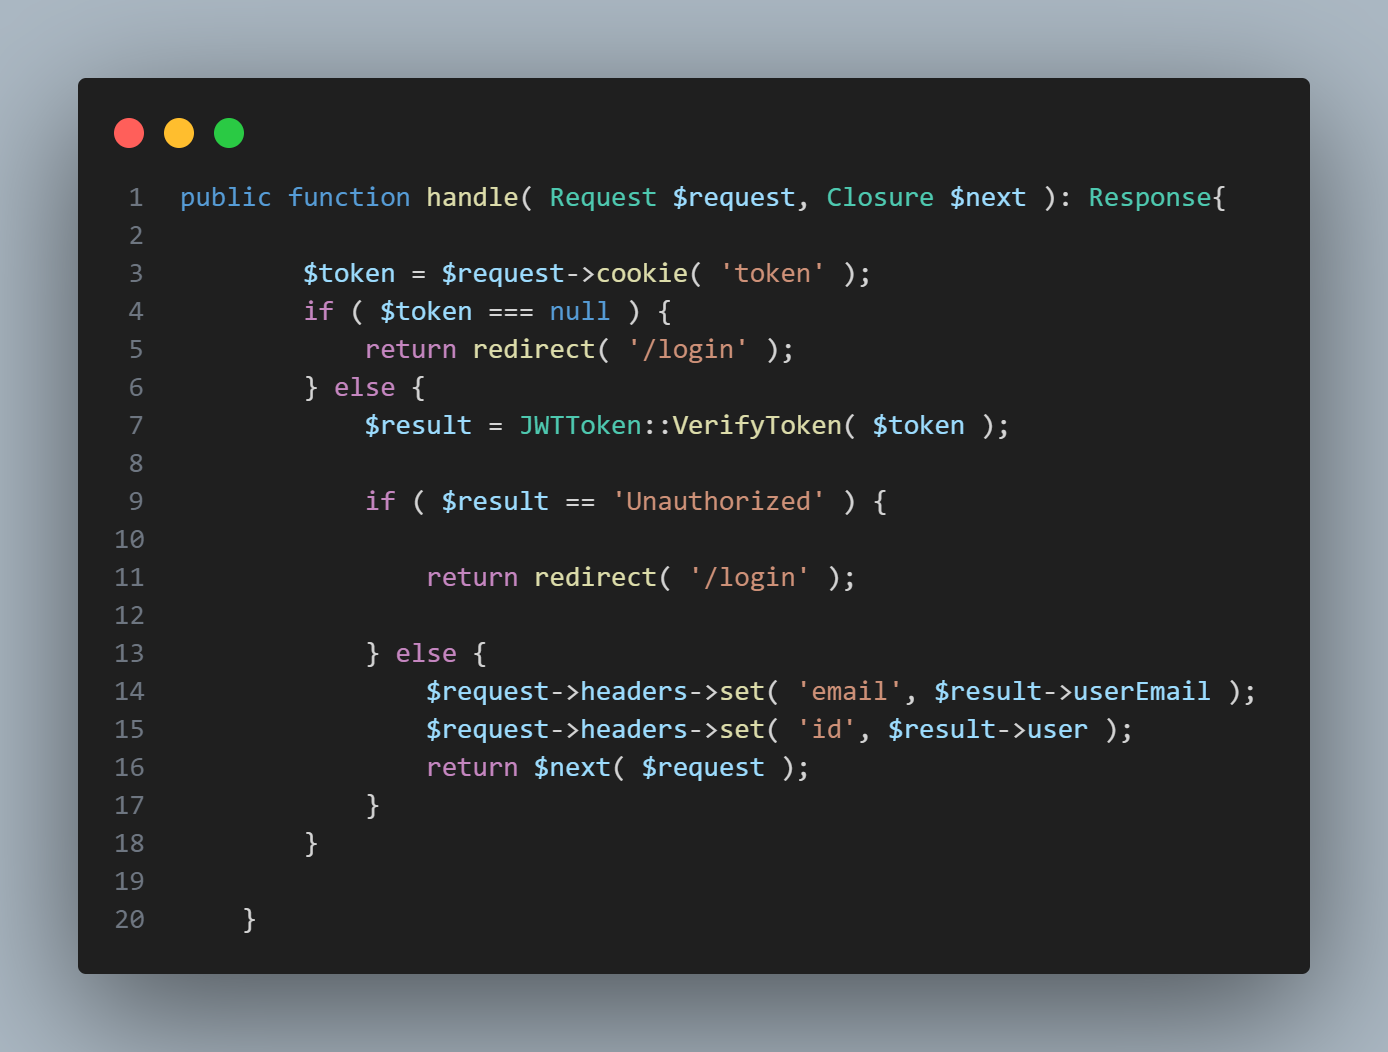 1 public function handle( Request $request, Closure $next ): Response{
2
3         $token = $request->cookie( 'token' );
4         if ( $token === null ) {
5             return redirect( '/login' );
6         } else {
7             $result = JWTToken::VerifyToken( $token );
8
9             if ( $result == 'Unauthorized' ) {
10
11                 return redirect( '/login' );
12
13             } else {
14                 $request->headers->set( 'email', $result->userEmail );
15                 $request->headers->set( 'id', $result->user );
16                 return $next( $request );
17             }
18         }
19
20     }